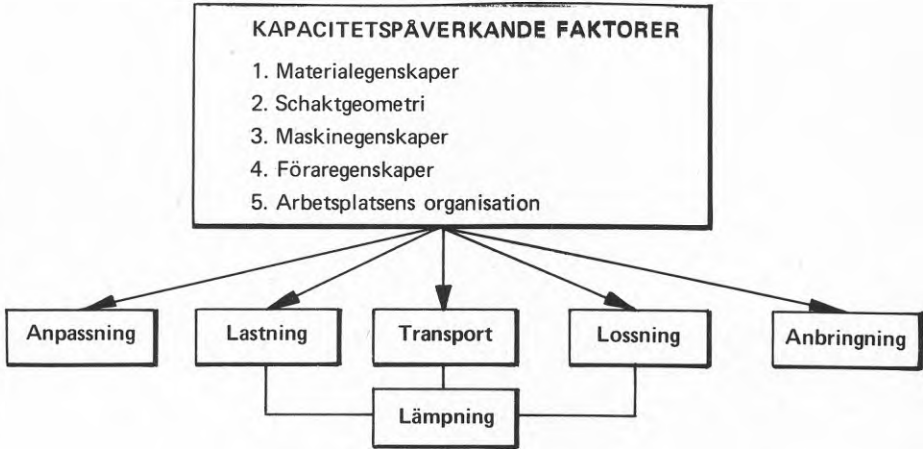 KAPACITETSPÅVERKANDE FAKTORER
1. Materialegenskaper
2. Schaktgeometri
3. Maskinegenskaper
4. Föraregenskaper
5. Arbetsplatsens organisation
Anpassning
Lastning
Transport
Lossning
Anbringning
Lämpning